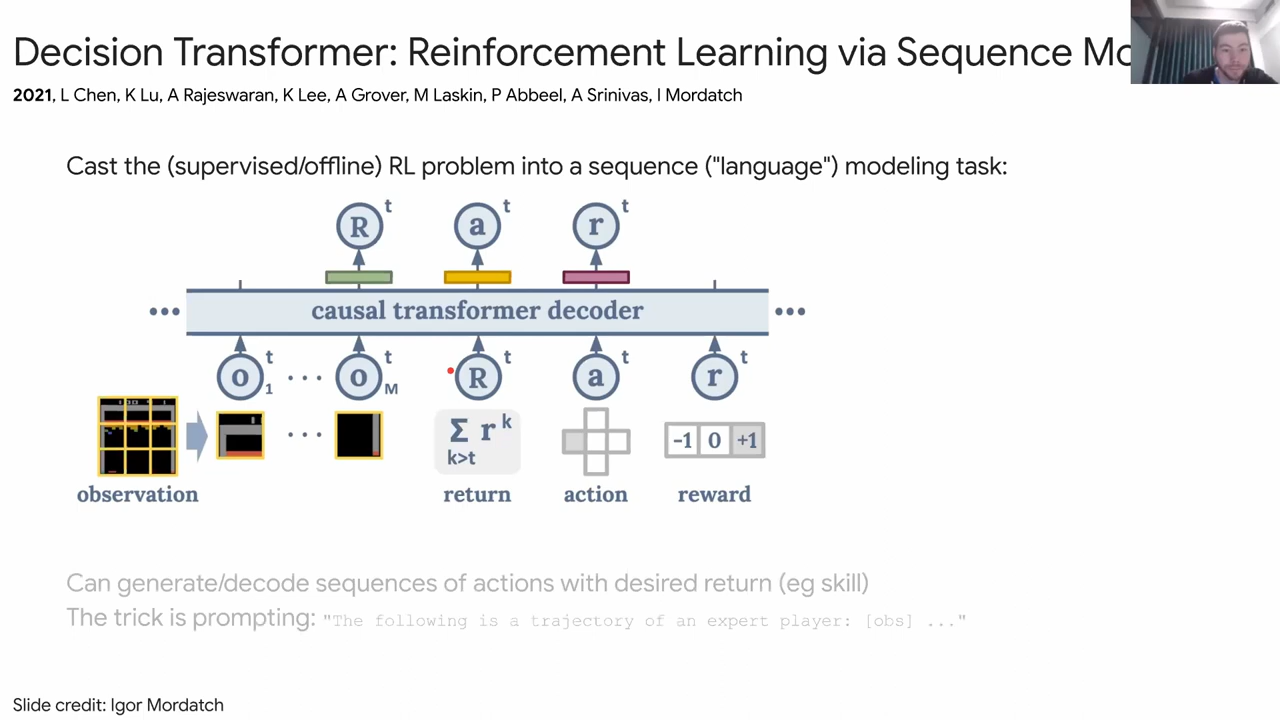 Decision Transformer: Reinforcement Learning via Sequence
2021, L Chen, K Lu, A Rajeswaran, K Lee, A Grover, M Laskin, P Abbeel, A Srinivas, I Mordatch
Cast the (supervised/offline) RL problem into a sequence ("language") modeling task:
R t a t r t
••• causal transformer decoder •••
o t 1 ··· o t M R t a t r t
··· Σ r k k>t -1 0 +1
observation return action reward
Can generate/decode sequences of actions with desired return (eg skill)
The trick is prompting: "The following is a trajectory of an expert player: [obs] ..."
Slide credit: Igor Mordatch